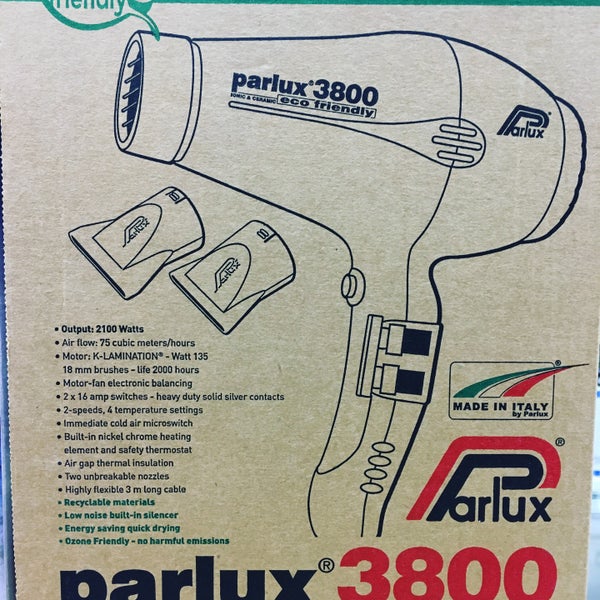 friendly
parlux® 3800
IONIC & CERAMIC eco friendly
Parlux
• Output: 2100 Watts
• Air flow: 75 cubic meters/hours
• Motor: K-LAMINATION® - Watt 135
18 mm brushes - life 2000 hours
• Motor-fan electronic balancing
• 2 x 16 amp switches - heavy duty solid silver contacts
• 2-speeds, 4 temperature settings
• Immediate cold air microswitch
• Built-in nickel chrome heating
element and safety thermostat
• Air gap thermal insulation
• Two unbreakable nozzles
• Highly flexible 3 m long cable
• Recyclable materials
• Low noise built-in silencer
• Energy saving quick drying
• Ozone Friendly - no harmful emissions
®
MADE IN ITALY
by Parlux
Parlux®
parlux® 3800